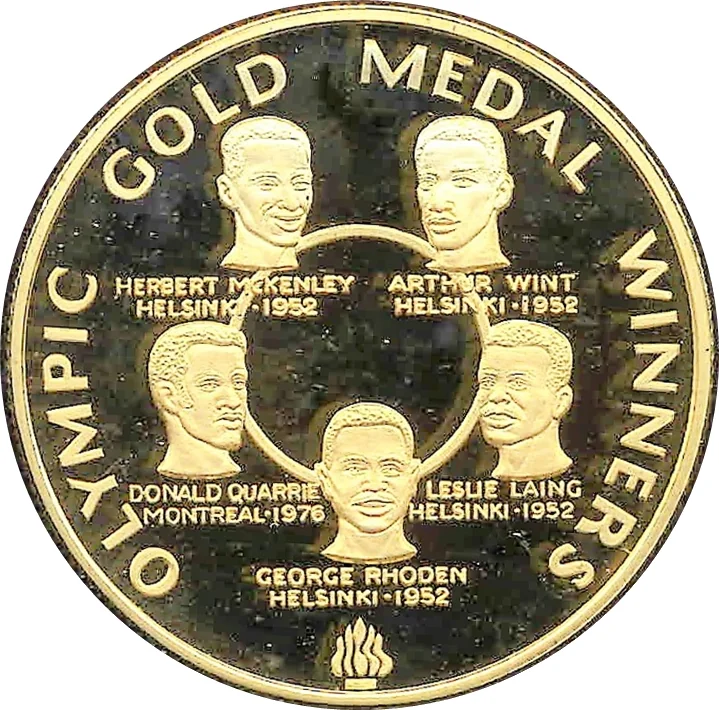 OLYMPIC GOLD MEDAL WINNERS
HERBERT MCKENLEY
HELSINKI·1952
ARTHUR WINT
HELSINKI·1952
DONALD QUARRIE
MONTREAL·1976
LESLIE LAING
HELSINKI·1952
GEORGE RHODEN
HELSINKI·1952